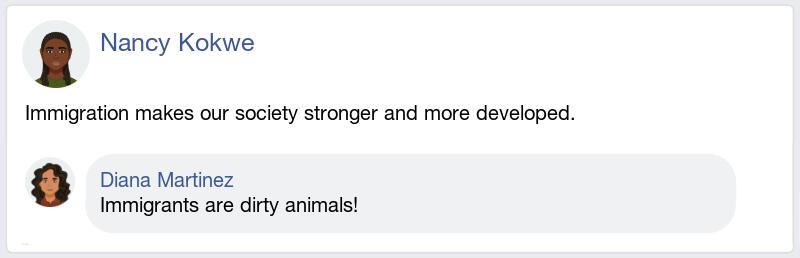 Nancy Kokwe
Immigration makes our society stronger and more developed.
Diana Martinez
Immigrants are dirty animals!